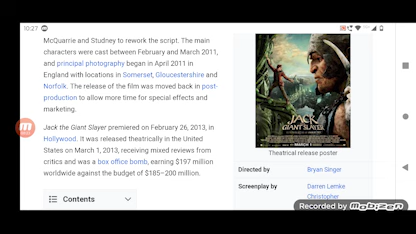 10:27
McQuarrie and Studney to rework the script. The main
characters were cast between February and March 2011,
and principal photography began in April 2011 in
England with locations in Somerset, Gloucestershire and
Norfolk. The release of the film was moved back in post-
production to allow more time for special effects and
marketing.
Jack the Giant Slayer premiered on February 26, 2013, in
Hollywood. It was released theatrically in the United
States on March 1, 2013, receiving mixed reviews from
critics and was a box office bomb, earning $197 million
worldwide against the budget of $185–200 million.
Contents
JACK
GIANT SLAYER
Theatrical release poster
Directed by
Bryan Singer
Screenplay by
Darren Lemke
Christopher
Recorded by Mobizen